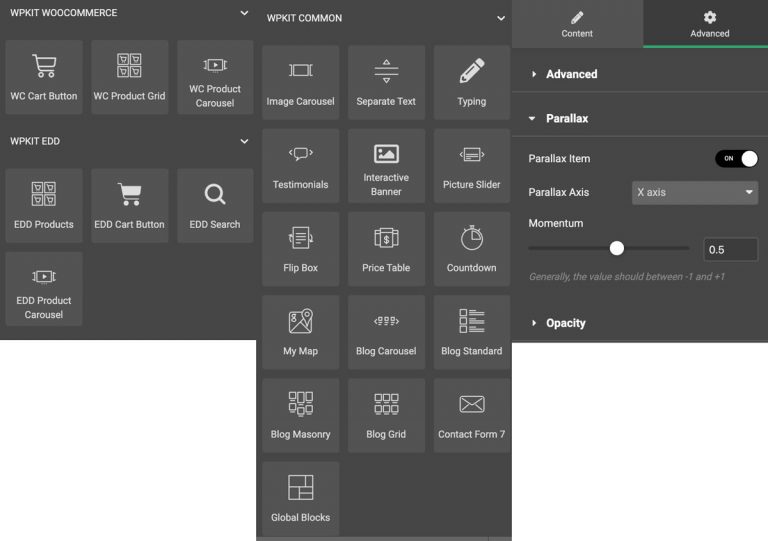 WPKIT WOOCOMMERCE
WC Cart Button
WC Product Grid
WC Product
Carousel
WPKIT EDD
EDD Products
EDD Cart Button
EDD Search
EDD Product
Carousel
WPKIT COMMON
Image Carousel
Separate Text
Typing
Testimonials
Interactive
Banner
Picture Slider
Flip Box
Price Table
Countdown
My Map
Blog Carousel
Blog Standard
Blog Masonry
Blog Grid
Contact Form 7
Global Blocks
Content
Advanced
Advanced
Parallax
Parallax Item
ON
Parallax Axis
X axis
Momentum
0.5
Generally, the value should between -1 and +1
Opacity